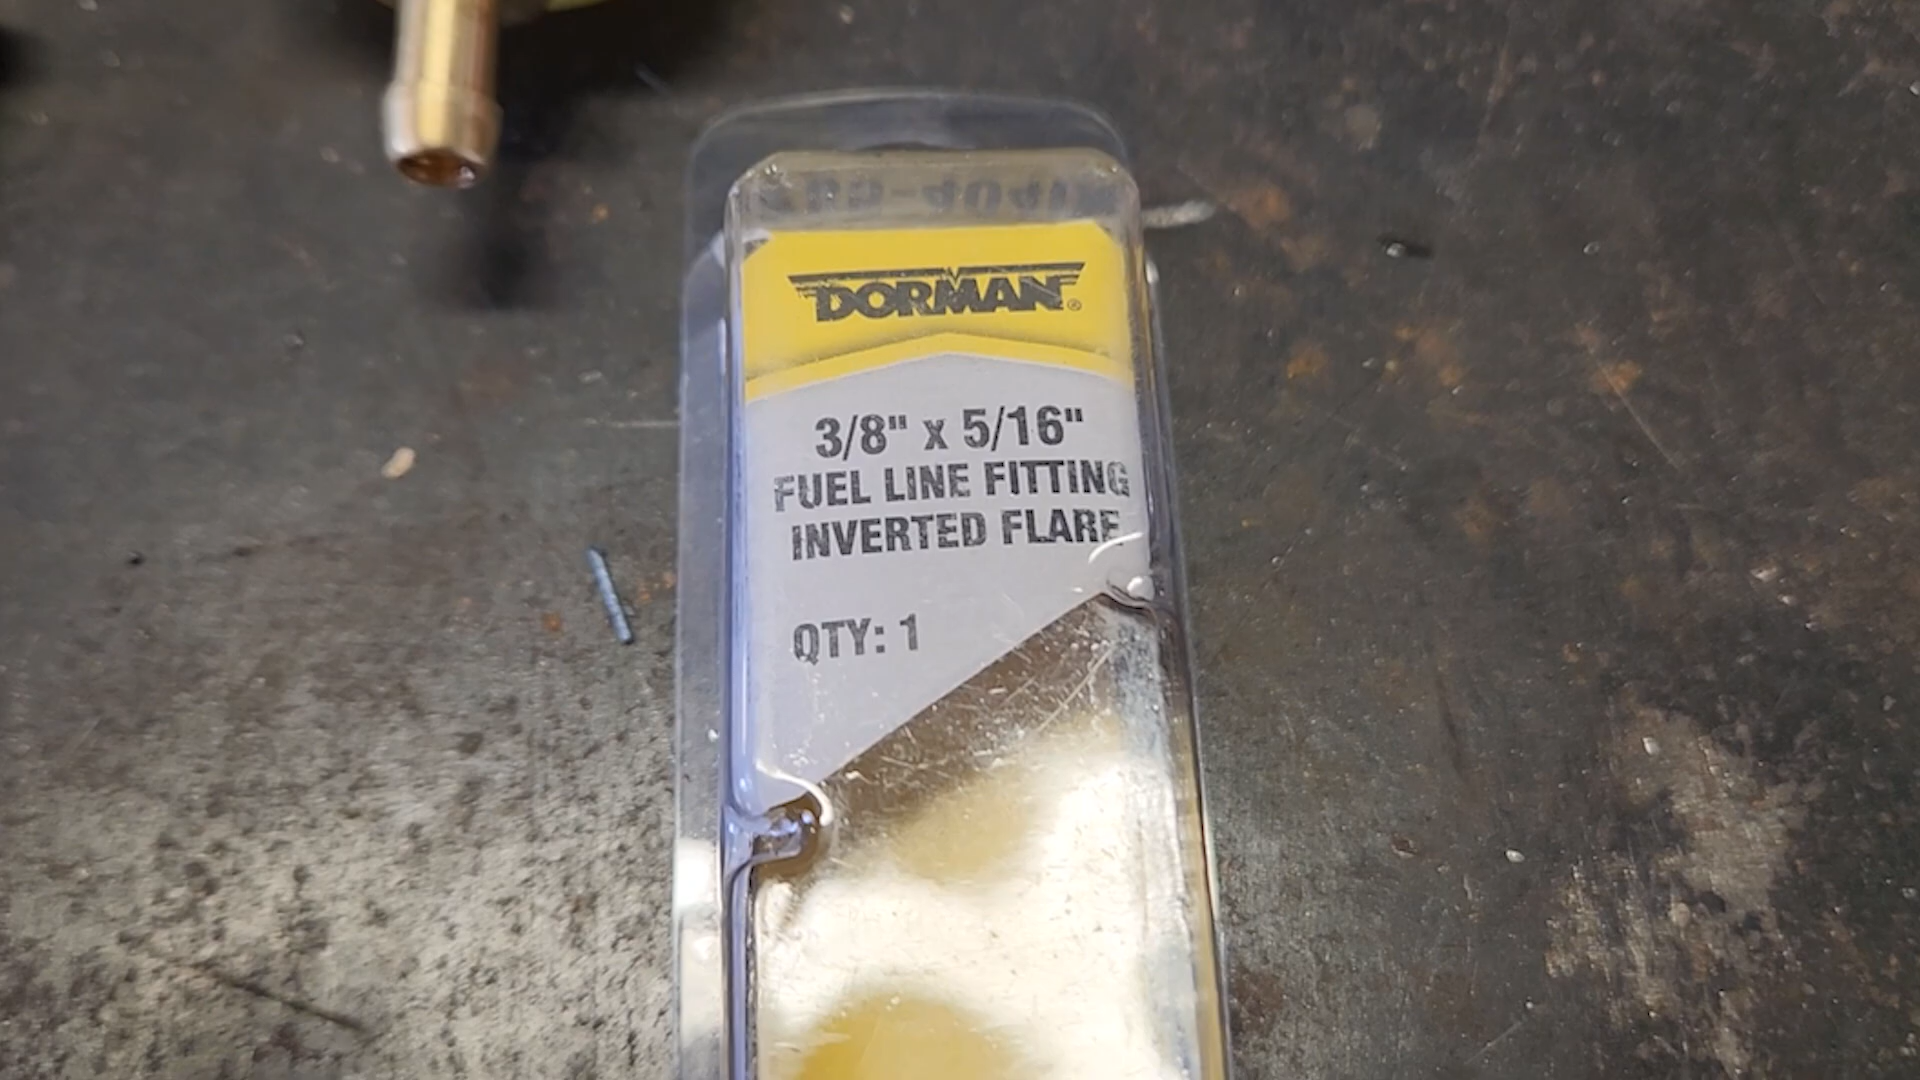 DORMAN®
3/8" x 5/16"
FUEL LINE FITTING
INVERTED FLARE
QTY: 1